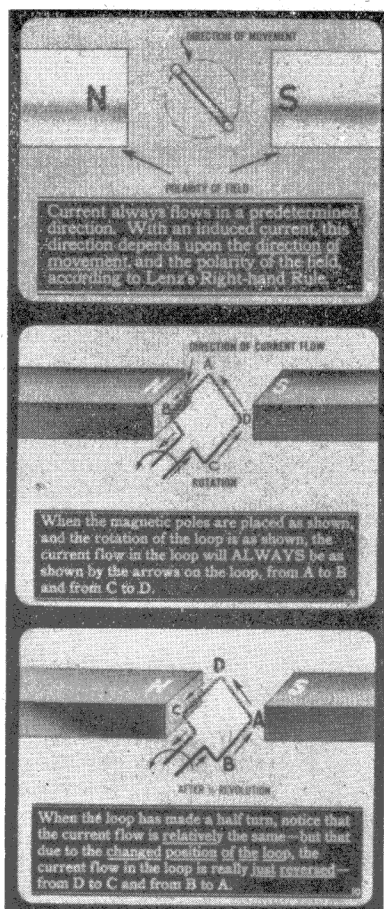 DIRECTION OF MOVEMENT
N S
POLARITY OF FIELD
Current always flows in a predetermined
direction. With an induced current, this
direction depends upon the direction of
movement, and the polarity of the field,
according to Lenz's Right-hand Rule.
DIRECTION OF CURRENT FLOW
A
N S
B D
C
ROTATION
When the magnetic poles are placed as shown,
and the rotation of the loop is as shown, the
current flow in the loop will ALWAYS be as
shown by the arrows on the loop, from A to B
and from C to D.
D
N S
C A
B
AFTER ½ REVOLUTION
When the loop has made a half turn, notice that
the current flow is relatively the same—but that
due to the changed position of the loop, the
current flow in the loop is really just reversed—
from D to C and from B to A.
10